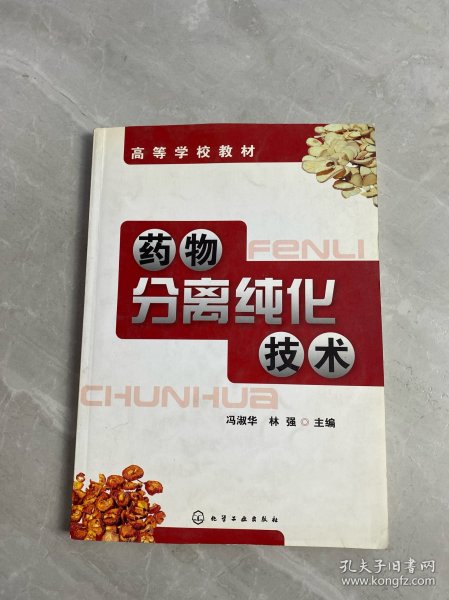 高等学校教材
药物
FENLI
分离纯化
技术
CHUNHUA
冯淑华 林强 主编
化学工业出版社
孔夫子旧书网
www.kongfz.com